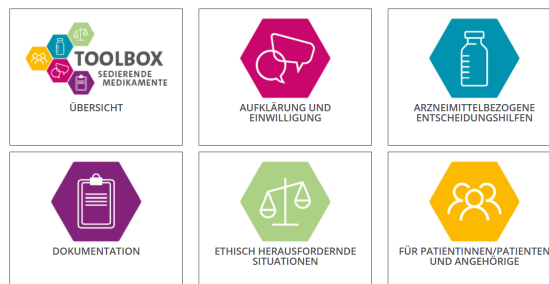 TOOLBOX
SEDIERENDE
MEDIKAMENTE
ÜBERSICHT
AUFKLÄRUNG UND
EINWILLIGUNG
ARZNEIMITTELBEZOGENE
ENTSCHEIDUNGSHILFEN
DOKUMENTATION
ETHISCH HERAUSFORDERNDE
SITUATIONEN
FÜR PATIENTINNEN/PATIENTEN
UND ANGEHÖRIGE